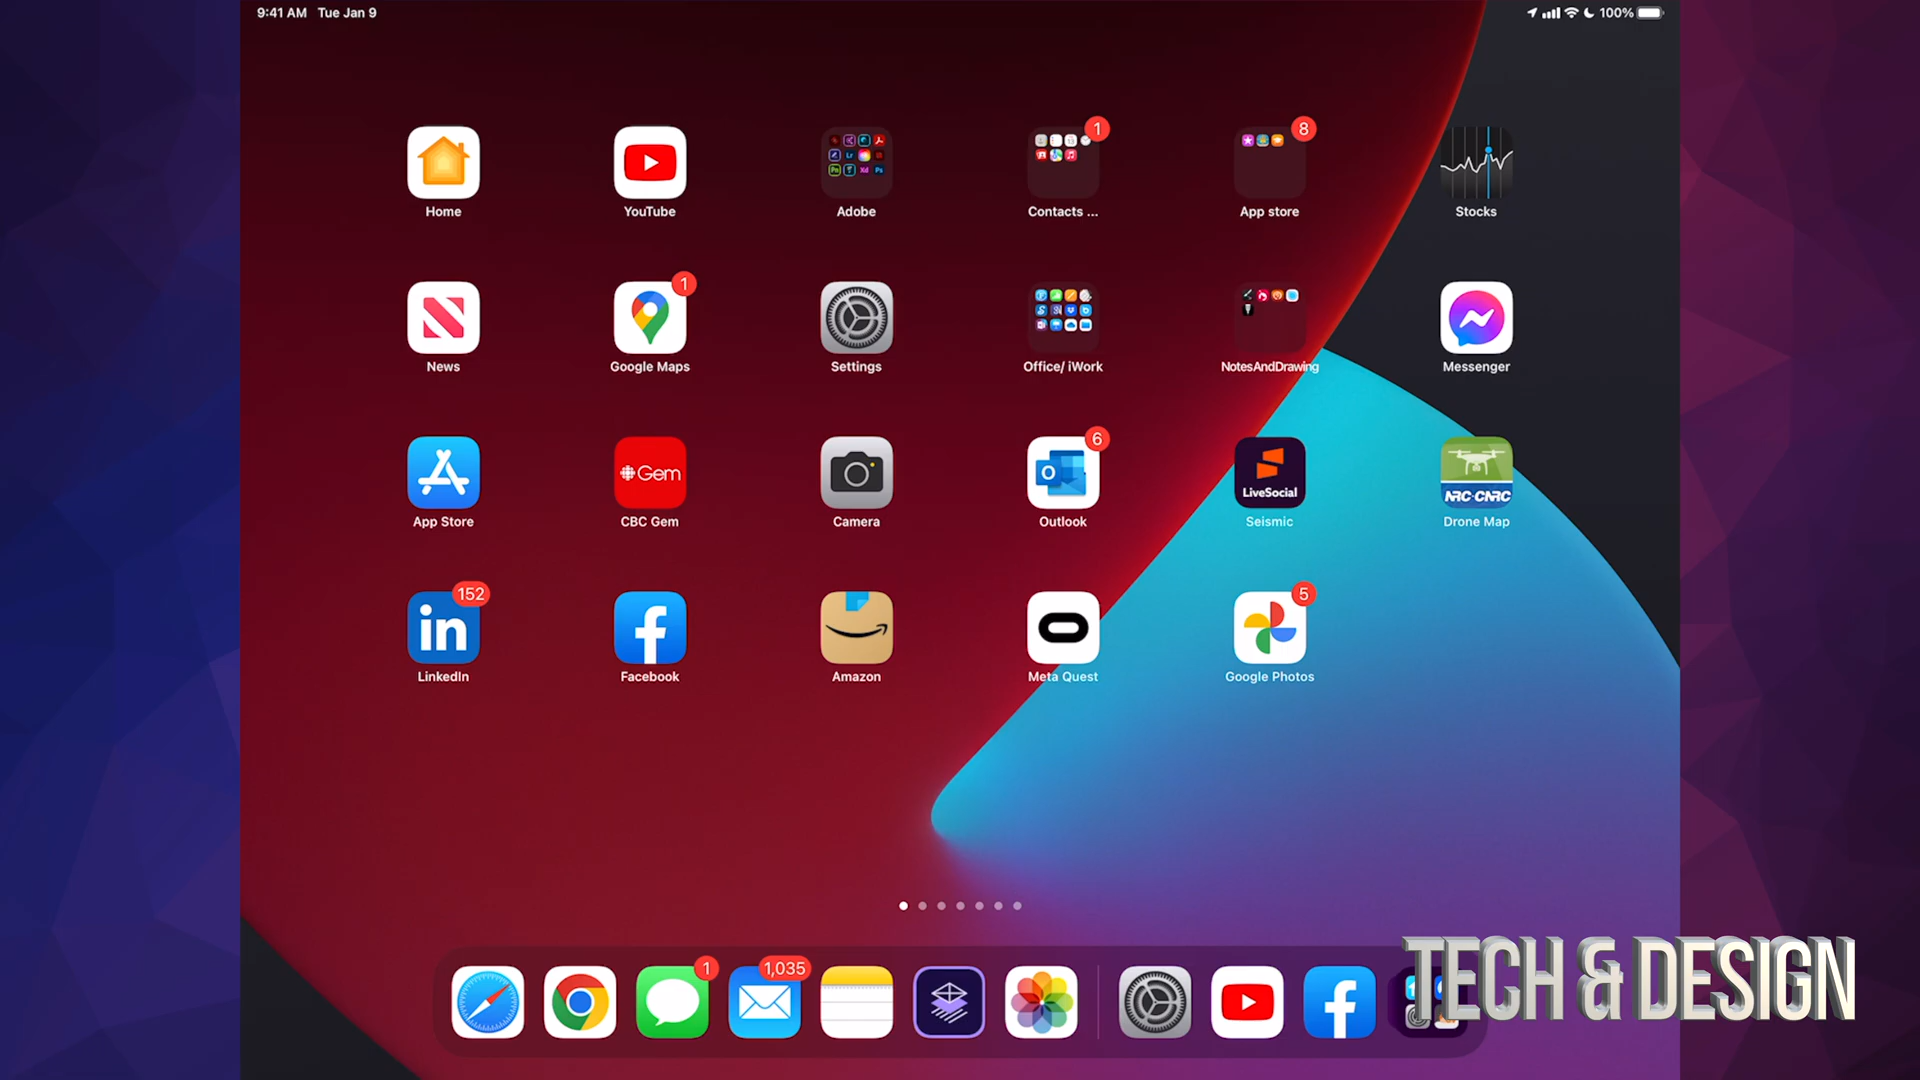 9:41 AM Tue Jan 9
100%
1
8
Home
YouTube
Adobe
Contacts ...
App store
Stocks
1
News
Google Maps
Settings
Office/ iWork
NotesAndDrawing
Messenger
6
Gem
LiveSocial
NRC·CNRC
App Store
CBC Gem
Camera
Outlook
Seismic
Drone Map
152
5
in
LinkedIn
Facebook
Amazon
Meta Quest
Google Photos
1
1,035
TECH & DESIGN